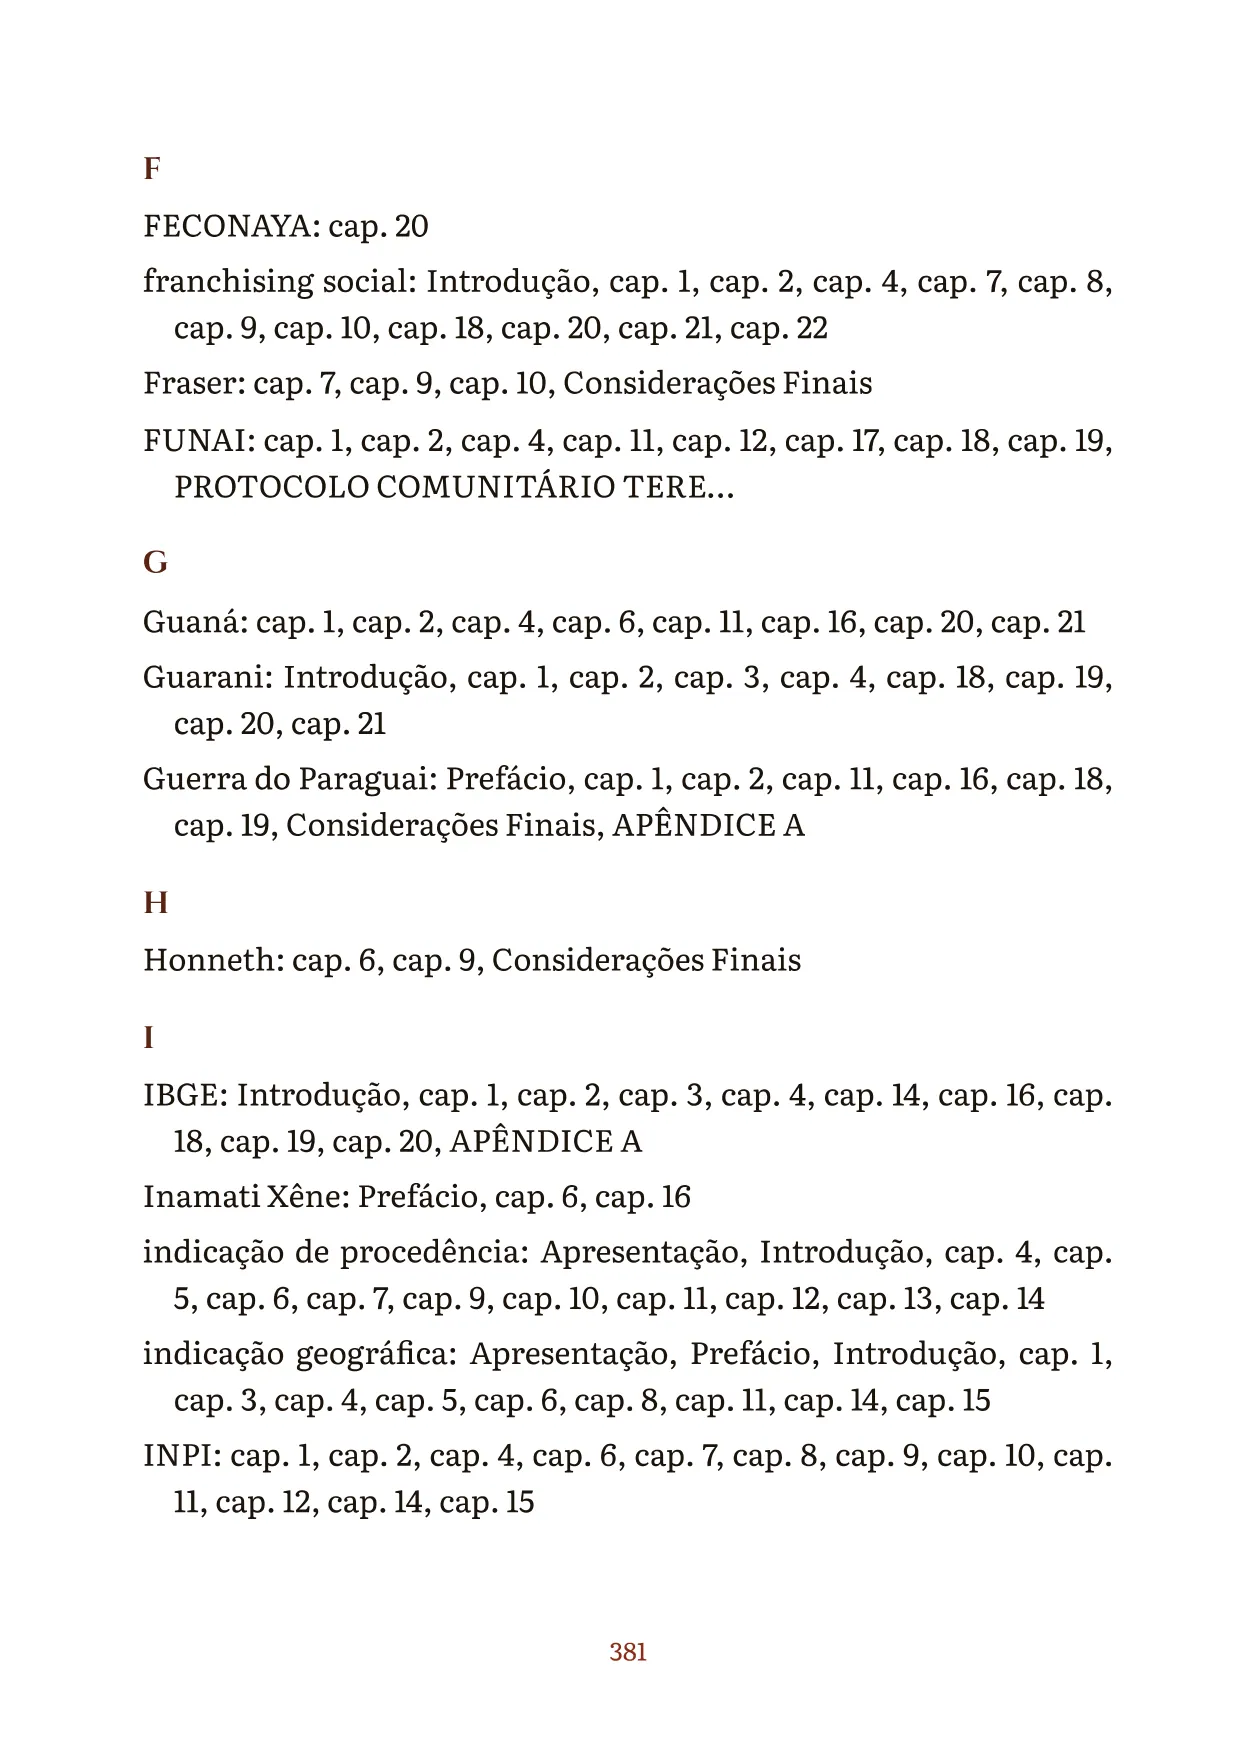 F
FECONAYA: cap. 20
franchising social: Introdução, cap. 1, cap. 2, cap. 4, cap. 7, cap. 8,
cap. 9, cap. 10, cap. 18, cap. 20, cap. 21, cap. 22
Fraser: cap. 7, cap. 9, cap. 10, Considerações Finais
FUNAI: cap. 1, cap. 2, cap. 4, cap. 11, cap. 12, cap. 17, cap. 18, cap. 19,
PROTOCOLO COMUNITÁRIO TERE...
G
Guaná: cap. 1, cap. 2, cap. 4, cap. 6, cap. 11, cap. 16, cap. 20, cap. 21
Guarani: Introdução, cap. 1, cap. 2, cap. 3, cap. 4, cap. 18, cap. 19,
cap. 20, cap. 21
Guerra do Paraguai: Prefácio, cap. 1, cap. 2, cap. 11, cap. 16, cap. 18,
cap. 19, Considerações Finais, APÊNDICE A
H
Honneth: cap. 6, cap. 9, Considerações Finais
I
IBGE: Introdução, cap. 1, cap. 2, cap. 3, cap. 4, cap. 14, cap. 16, cap.
18, cap. 19, cap. 20, APÊNDICE A
Inamati Xêne: Prefácio, cap. 6, cap. 16
indicação de procedência: Apresentação, Introdução, cap. 4, cap.
5, cap. 6, cap. 7, cap. 9, cap. 10, cap. 11, cap. 12, cap. 13, cap. 14
indicação geográfica: Apresentação, Prefácio, Introdução, cap. 1,
cap. 3, cap. 4, cap. 5, cap. 6, cap. 8, cap. 11, cap. 14, cap. 15
INPI: cap. 1, cap. 2, cap. 4, cap. 6, cap. 7, cap. 8, cap. 9, cap. 10, cap.
11, cap. 12, cap. 14, cap. 15
381